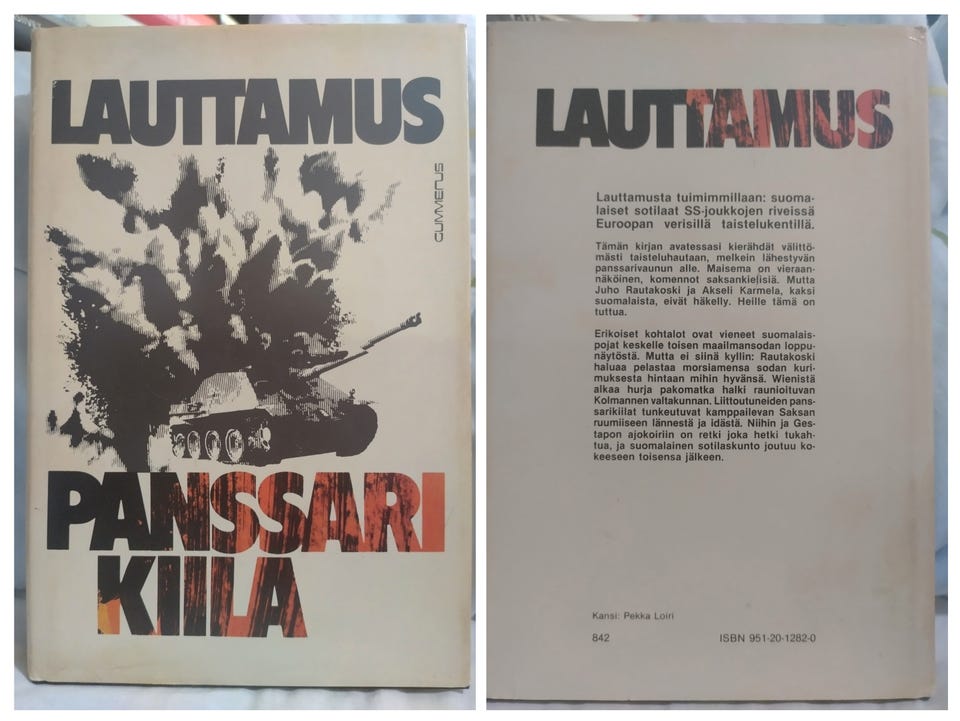 LAUTTAMUS
GUMMERUS
PANSSARI
KIILA
LAUTTAMUS
Lauttamusta tuimimmillaan: suoma-
laiset sotilaat SS-joukkojen riveissä
Euroopan verisillä taistelukentillä.
Tämän kirjan avatessasi kierähdät välittö-
mästi taisteluhautaan, melkein lähestyvän
panssarivaunun alle. Maisema on vieraan-
näköinen, komennot saksankielisiä. Mutta
Juho Rautakoski ja Akseli Karmela, kaksi
suomalaista, eivät häkelly. Heille tämä on
tuttua.
Erikoiset kohtalot ovat vieneet suomalais-
pojat keskelle toisen maailmansodan loppu-
näytöstä. Mutta ei siinä kyllin: Rautakoski
haluaa pelastaa morsiamensa sodan kuri-
muksesta hintaan mihin hyvänsä. Wienistä
alkaa hurja pakomatka halki raunioituvan
Kolmannen valtakunnan. Liittoutuneiden pans-
sarikiilat tunkeutuvat kamppailevan Saksan
ruumiiseen lännestä ja idästä. Niihin ja Ges-
tapon ajokoiriin on retki joka hetki tukah-
tua, ja suomalainen sotilaskunto joutuu ko-
keeseen toisensa jälkeen.
Kansi: Pekka Loiri
842
ISBN 951-20-1282-0